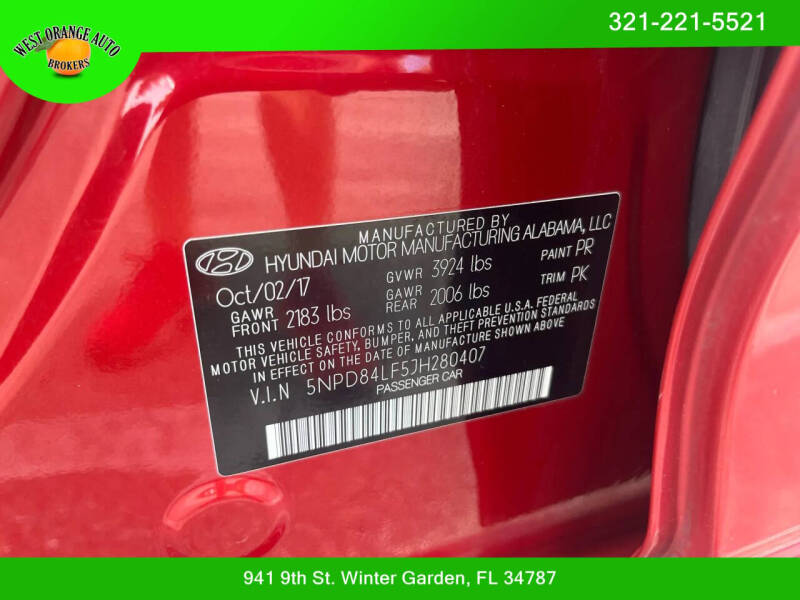 WEST ORANGE AUTO
BROKERS
321-221-5521
MANUFACTURED BY
HYUNDAI MOTOR MANUFACTURING ALABAMA, LLC
Oct/02/17 GVWR 3924 lbs PAINT PR
GAWR FRONT 2183 lbs GAWR REAR 2006 lbs TRIM PK
THIS VEHICLE CONFORMS TO ALL APPLICABLE U.S.A. FEDERAL
MOTOR VEHICLE SAFETY, BUMPER, AND THEFT PREVENTION STANDARDS
IN EFFECT ON THE DATE OF MANUFACTURE SHOWN ABOVE
V.I.N 5NPD84LF5JH280407
PASSENGER CAR
941 9th St. Winter Garden, FL 34787